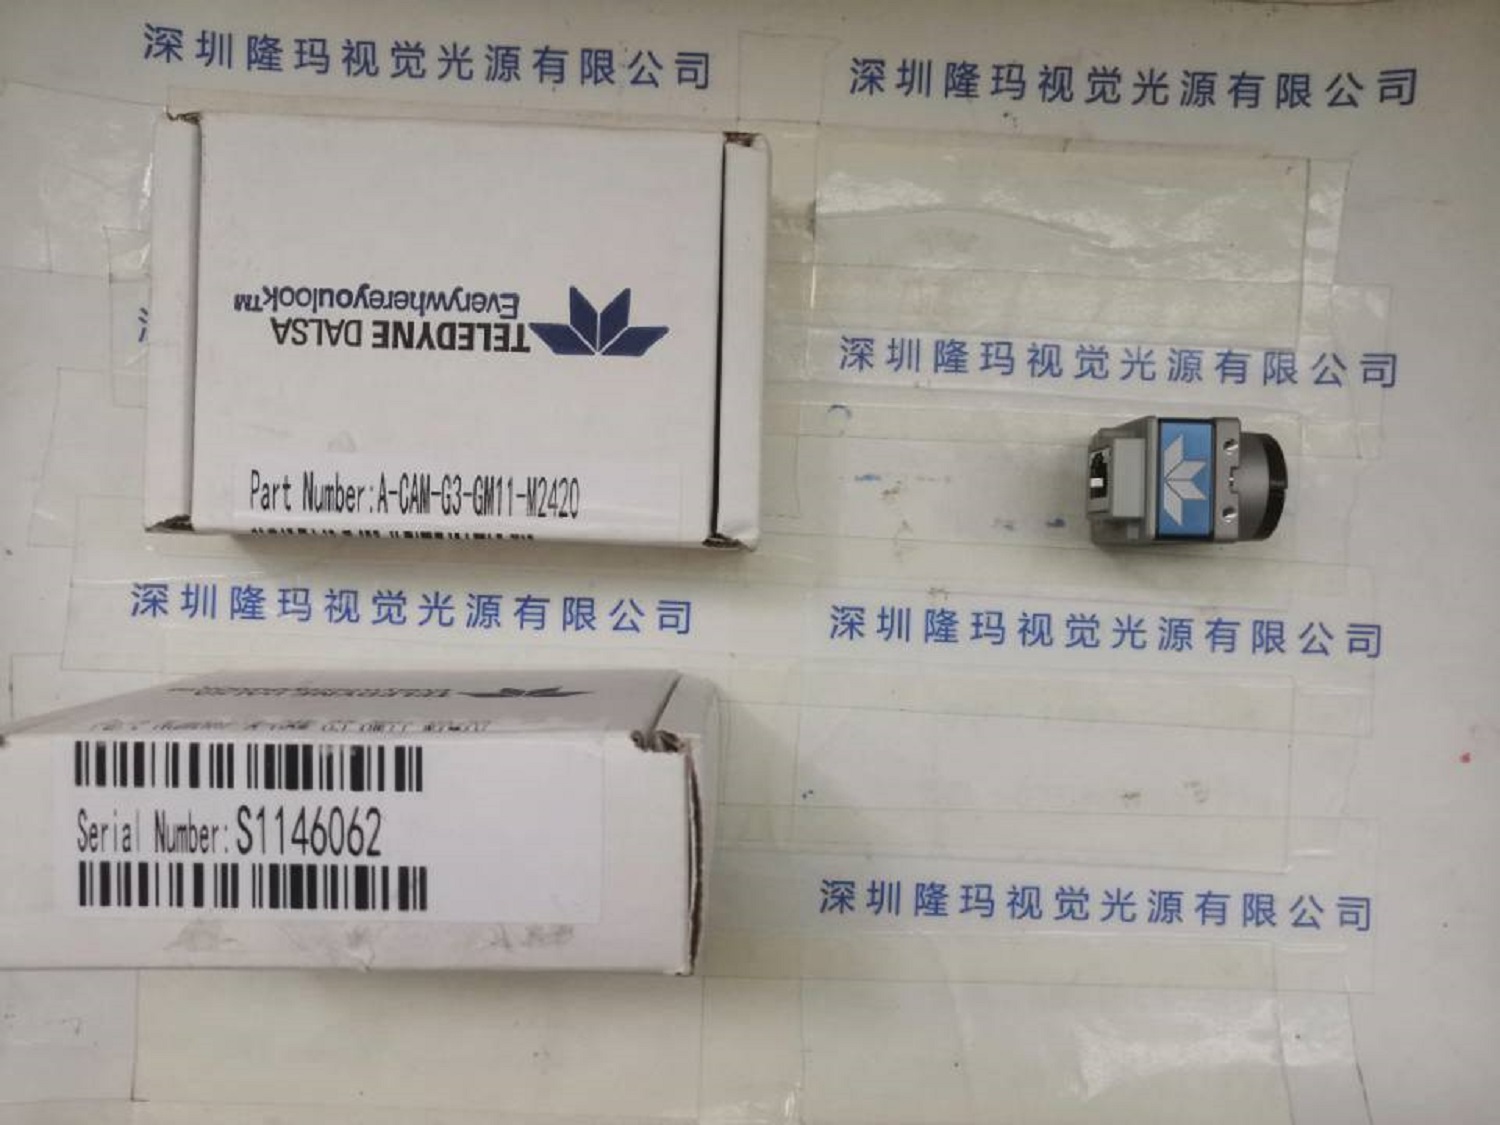 深圳隆玛视觉光源有限公司
深圳隆玛视觉光源有限公司
TELEDYNE DALSA
Everywhereyoulook™
Part Number:A-CAM-G3-GM11-M2420
深圳隆玛视觉光源有限公司
深圳隆玛视觉光源有限公司
深圳隆玛视觉光源有限公司
Serial Number:S1146062
深圳隆玛视觉光源有限公司